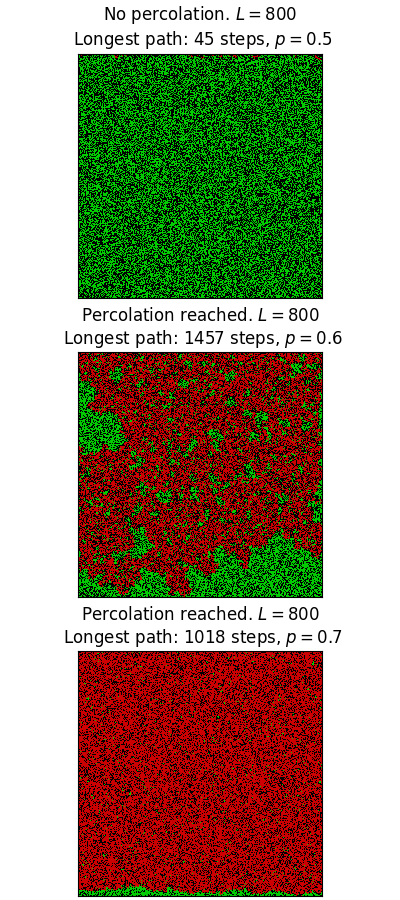 No percolation. L = 800
Longest path: 45 steps, p = 0.5
Percolation reached. L = 800
Longest path: 1457 steps, p = 0.6
Percolation reached. L = 800
Longest path: 1018 steps, p = 0.7